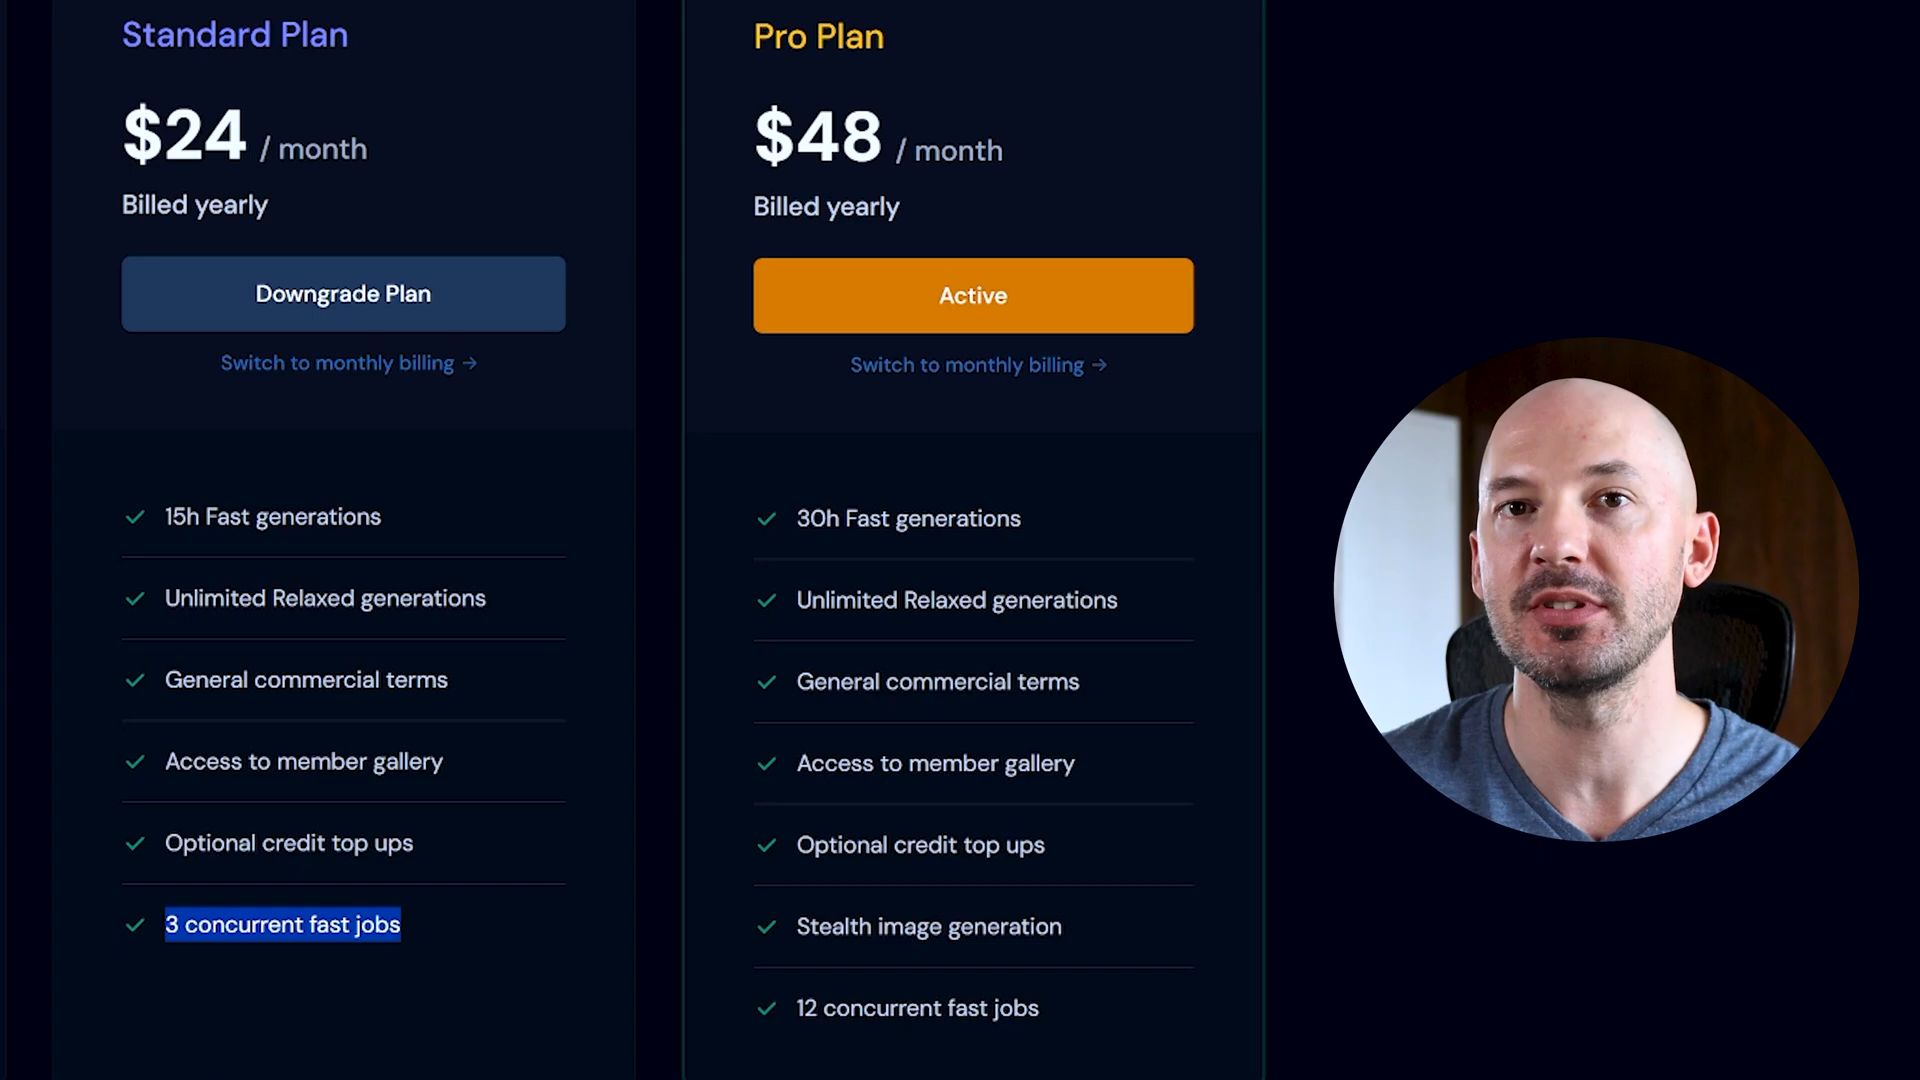 Standard Plan
$24 / month
Billed yearly
Downgrade Plan
Switch to monthly billing →
15h Fast generations
Unlimited Relaxed generations
General commercial terms
Access to member gallery
Optional credit top ups
3 concurrent fast jobs
Pro Plan
$48 / month
Billed yearly
Active
Switch to monthly billing →
30h Fast generations
Unlimited Relaxed generations
General commercial terms
Access to member gallery
Optional credit top ups
Stealth image generation
12 concurrent fast jobs